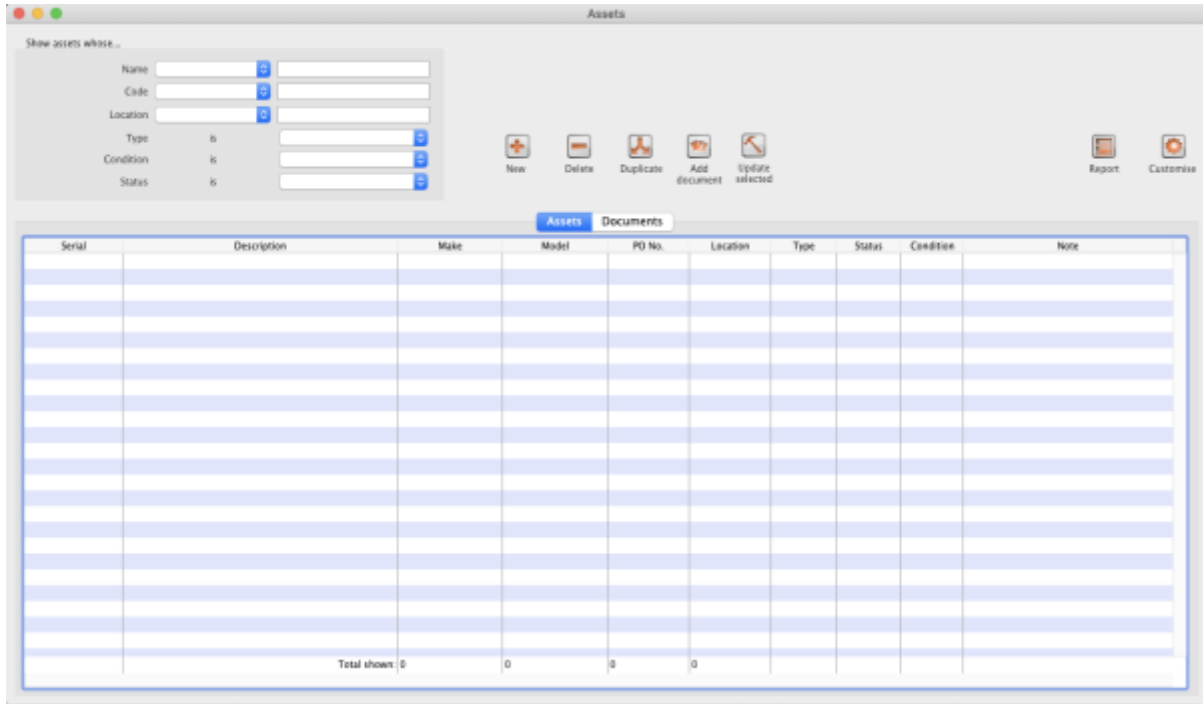 Assets
Show assets whose...
Name
Code
Location
Type is
Condition is
Status is
New Delete Duplicate Add document Update selected Report Customise
Assets Documents
Serial Description Make Model PO No. Location Type Status Condition Note
Total shown: 0 0 0 0